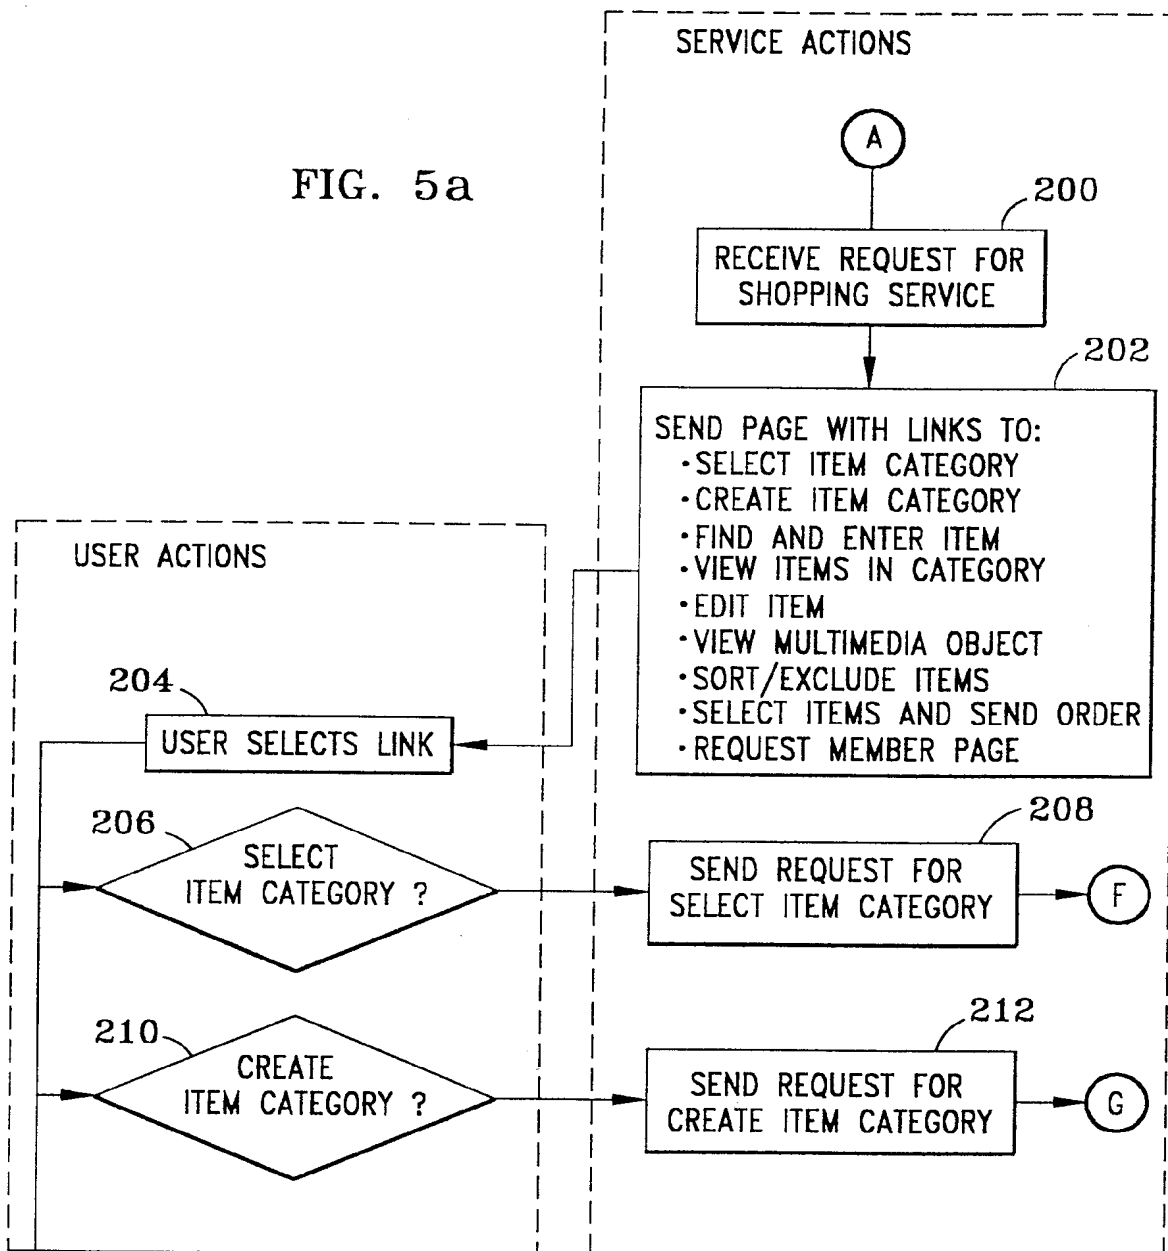 SERVICE ACTIONS
A
FIG. 5a
200
RECEIVE REQUEST FOR
SHOPPING SERVICE
202
SEND PAGE WITH LINKS TO:
·SELECT ITEM CATEGORY
·CREATE ITEM CATEGORY
·FIND AND ENTER ITEM
·VIEW ITEMS IN CATEGORY
·EDIT ITEM
·VIEW MULTIMEDIA OBJECT
·SORT/EXCLUDE ITEMS
·SELECT ITEMS AND SEND ORDER
·REQUEST MEMBER PAGE
USER ACTIONS
204
USER SELECTS LINK
206
SELECT
ITEM CATEGORY ?
208
SEND REQUEST FOR
SELECT ITEM CATEGORY
F
210
CREATE
ITEM CATEGORY ?
212
SEND REQUEST FOR
CREATE ITEM CATEGORY
G